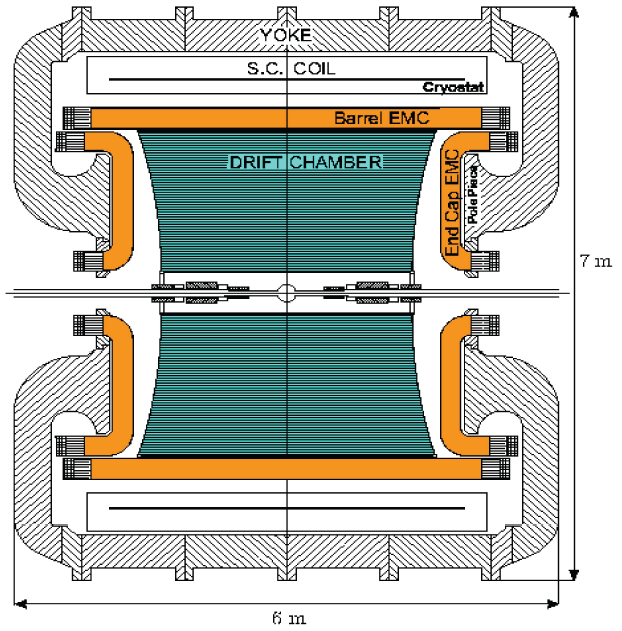 YOKE
S.C. COIL
Cryostat
Barrel EMC
DRIFT CHAMBER
End Cap EMC
Pole Piece
7 m
6 m